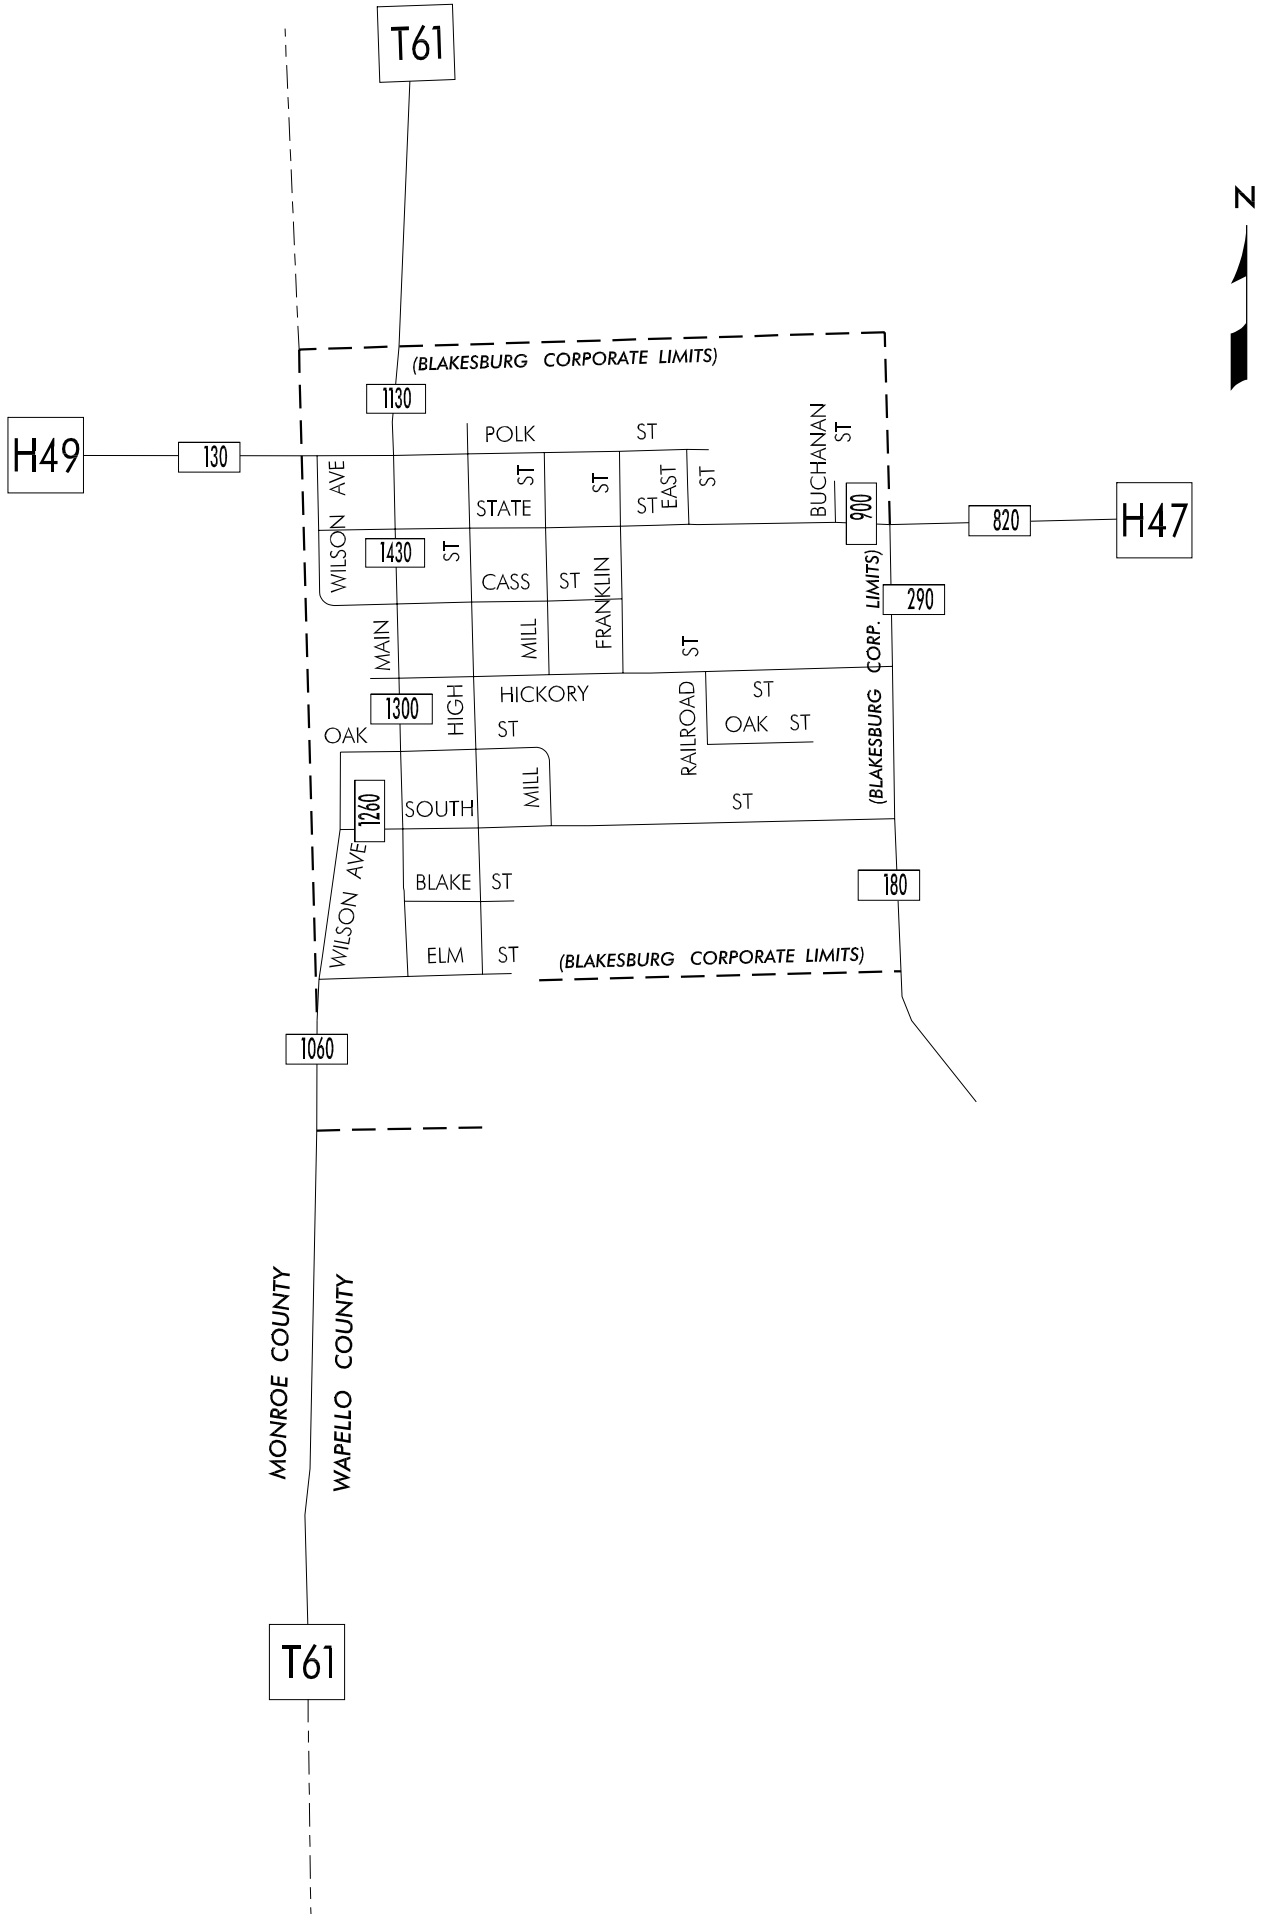 T61
N
(BLAKESBURG CORPORATE LIMITS)
1130
H49
130
POLK ST
BUCHANAN ST
WILSON AVE
STATE ST
EAST ST
900
820
H47
1430
CASS ST
FRANKLIN ST
290
(BLAKESBURG CORP. LIMITS)
MAIN
MILL ST
HIGH ST
HICKORY ST
1300
RAILROAD ST
OAK ST
OAK ST
1260
SOUTH ST
MILL
WILSON AVE
BLAKE ST
180
ELM ST
(BLAKESBURG CORPORATE LIMITS)
1060
MONROE COUNTY
WAPELLO COUNTY
T61